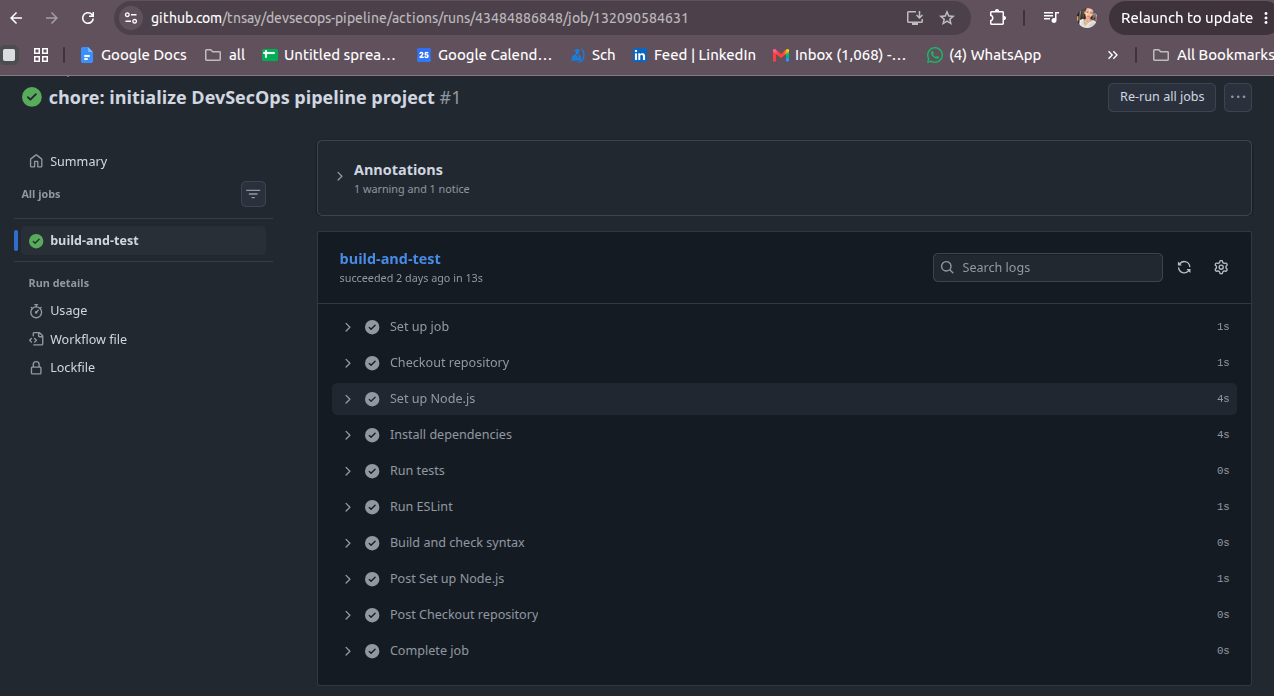 github.com/tnsay/devsecops-pipeline/actions/runs/43484886848/job/132090584631
Relaunch to update
Google Docs
all
Untitled sprea...
25
Google Calend...
Sch
in
Feed | LinkedIn
Inbox (1,068) -...
(4) WhatsApp
»
All Bookmarks
chore: initialize DevSecOps pipeline project #1
Re-run all jobs
...
Summary
All jobs
build-and-test
Run details
Usage
Workflow file
Lockfile
Annotations
1 warning and 1 notice
build-and-test
succeeded 2 days ago in 13s
Search logs
Set up job 1s
Checkout repository 1s
Set up Node.js 4s
Install dependencies 4s
Run tests 0s
Run ESLint 1s
Build and check syntax 0s
Post Set up Node.js 1s
Post Checkout repository 0s
Complete job 0s